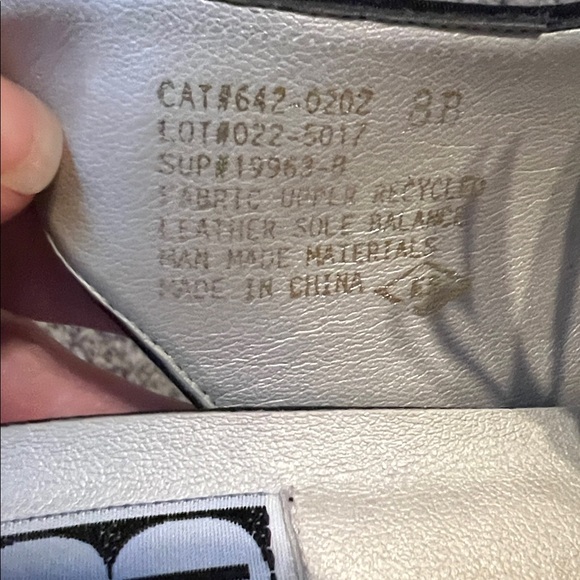 CAT#642-0202 8B
LOT#022-5017
SUP#19963-A
FABRIC UPPER RECYCLED
LEATHER SOLE BALANCE
MAN MADE MATERIALS
MADE IN CHINA